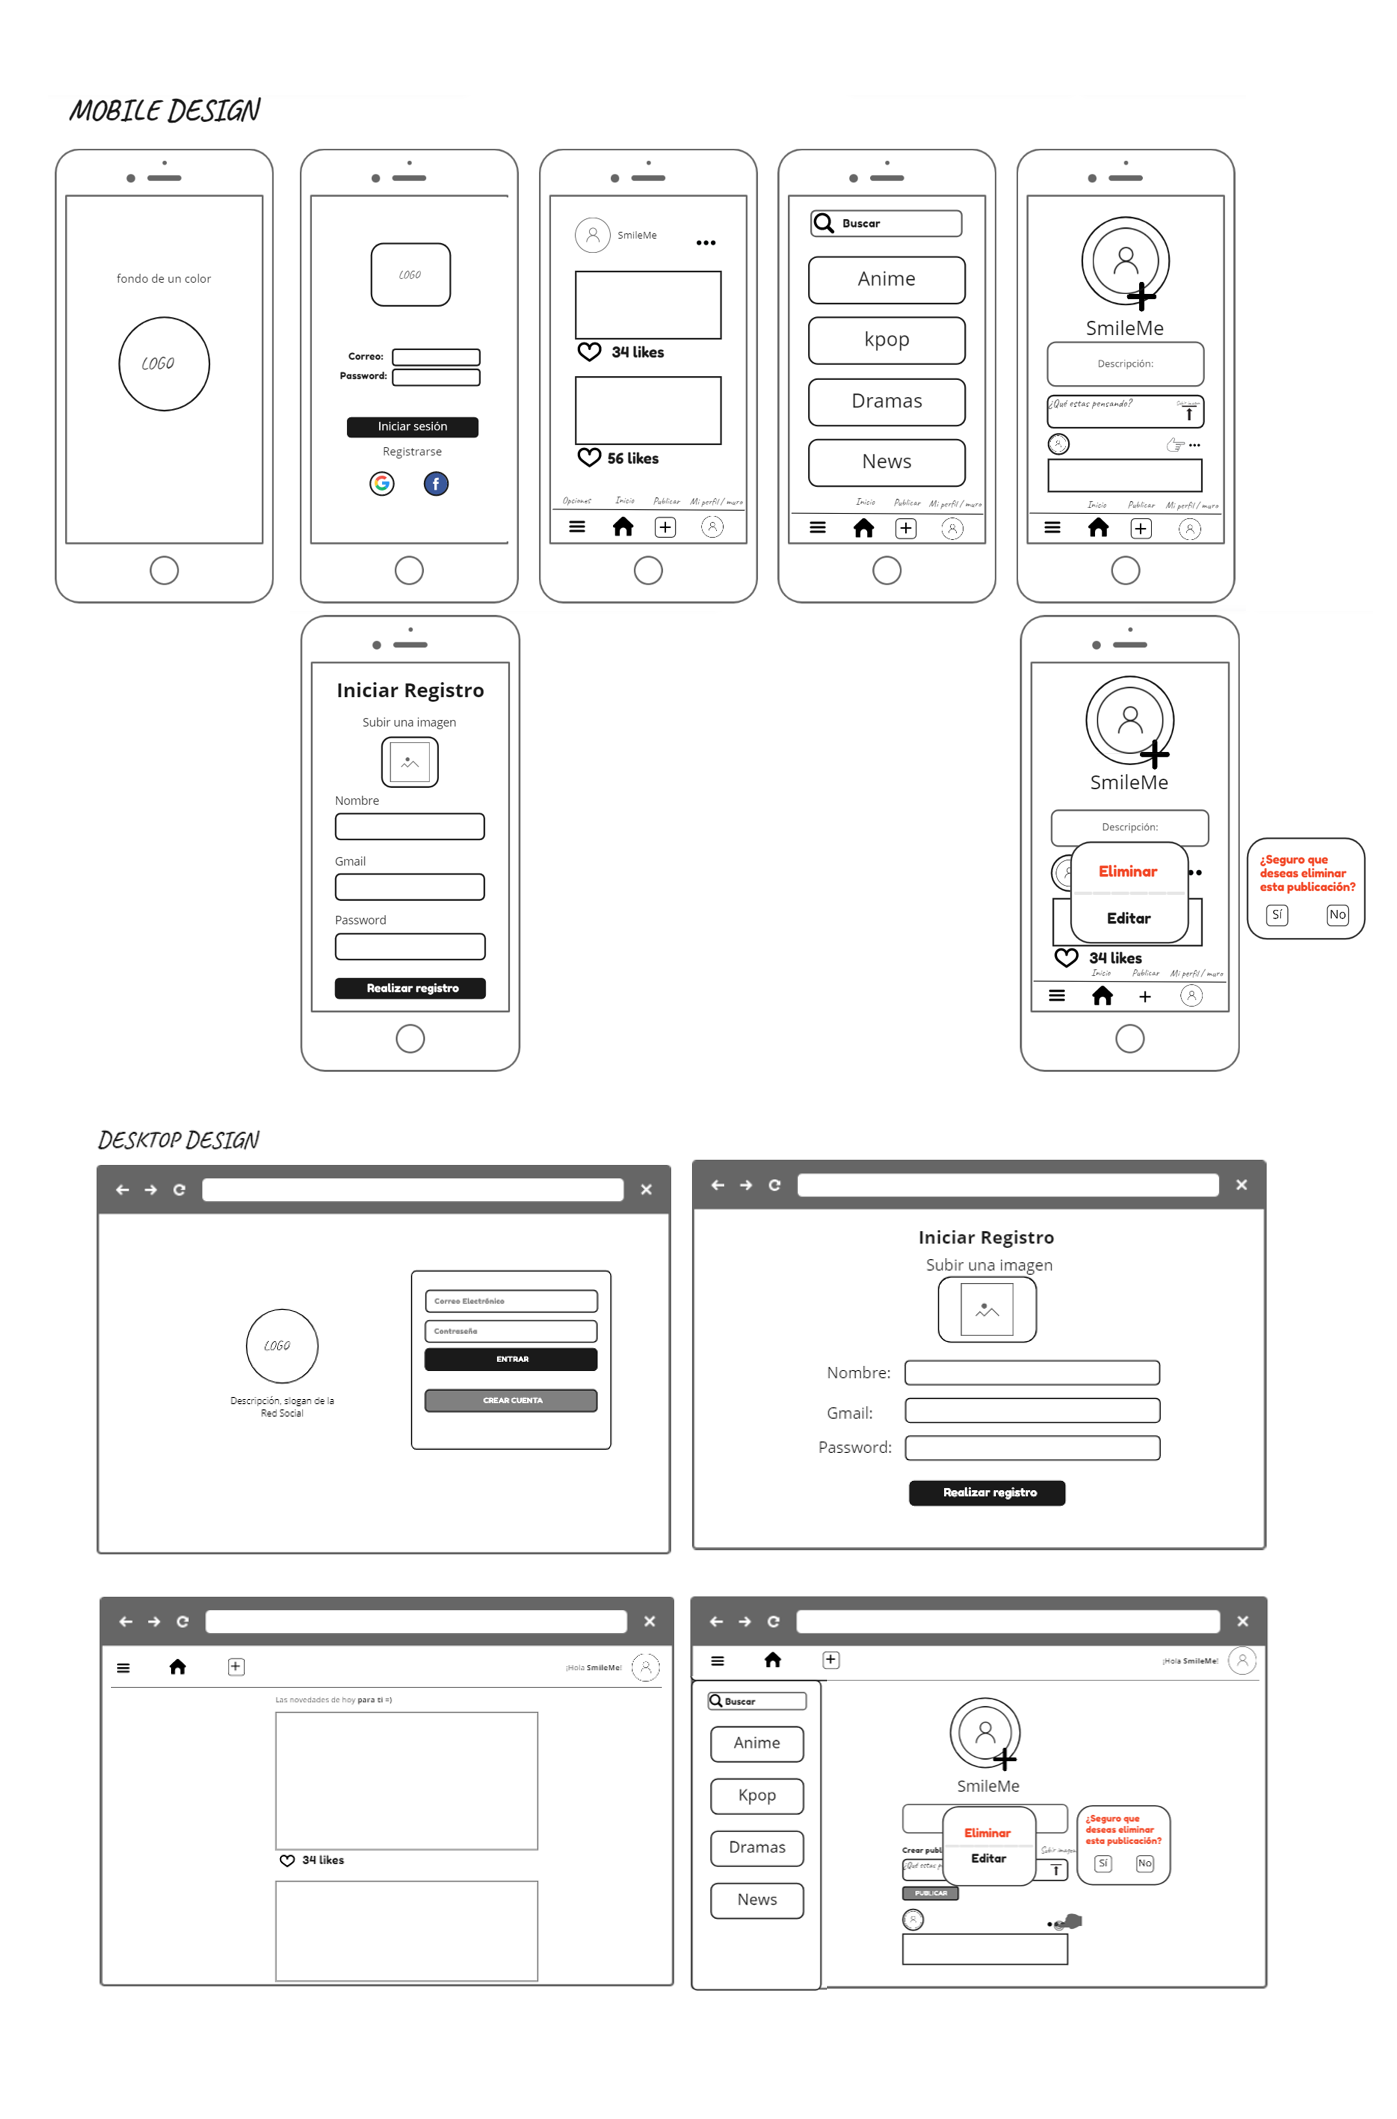 MOBILE DESIGN
fondo de un color
LOGO
LOGO
Correo:
Password:
Iniciar sesión
Registrarse
G
f
SmileMe
34 likes
56 likes
Opciones Inicio Publicar Mi perfil / muro
Buscar
Anime
kpop
Dramas
News
Inicio Publicar Mi perfil / muro
SmileMe
Descripción:
¿Qué estas pensando?
Inicio Publicar Mi perfil / muro
Iniciar Registro
Subir una imagen
Nombre
Gmail
Password
Realizar registro
SmileMe
Descripción:
Eliminar
Editar
34 likes
Inicio Publicar Mi perfil / muro
¿Seguro que
deseas eliminar
esta publicación?
Sí No
DESKTOP DESIGN
LOGO
Descripción, slogan de la
Red Social
Correo Electrónico
Contraseña
ENTRAR
CREAR CUENTA
Iniciar Registro
Subir una imagen
Nombre:
Gmail:
Password:
Realizar registro
¡Hola SmileMe!
Las novedades de hoy para ti =)
34 likes
¡Hola SmileMe!
Buscar
Anime
Kpop
Dramas
News
SmileMe
Eliminar
Editar
Crear publ
Subir imagen
¿Qué estas p
PUBLICAR
¿Seguro que
deseas eliminar
esta publicación?
Sí No